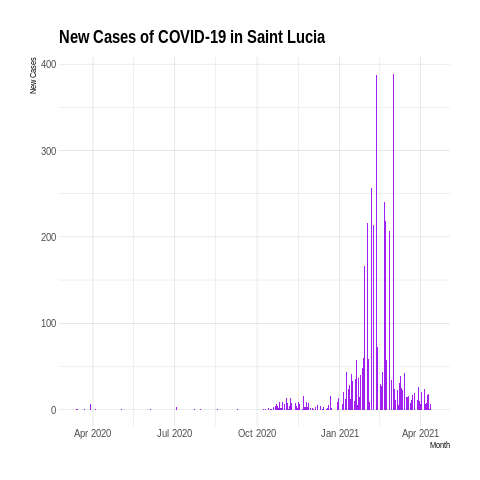 New Cases of COVID-19 in Saint Lucia
New Cases
400
300
200
100
0
Apr 2020 Jul 2020 Oct 2020 Jan 2021 Apr 2021
Month